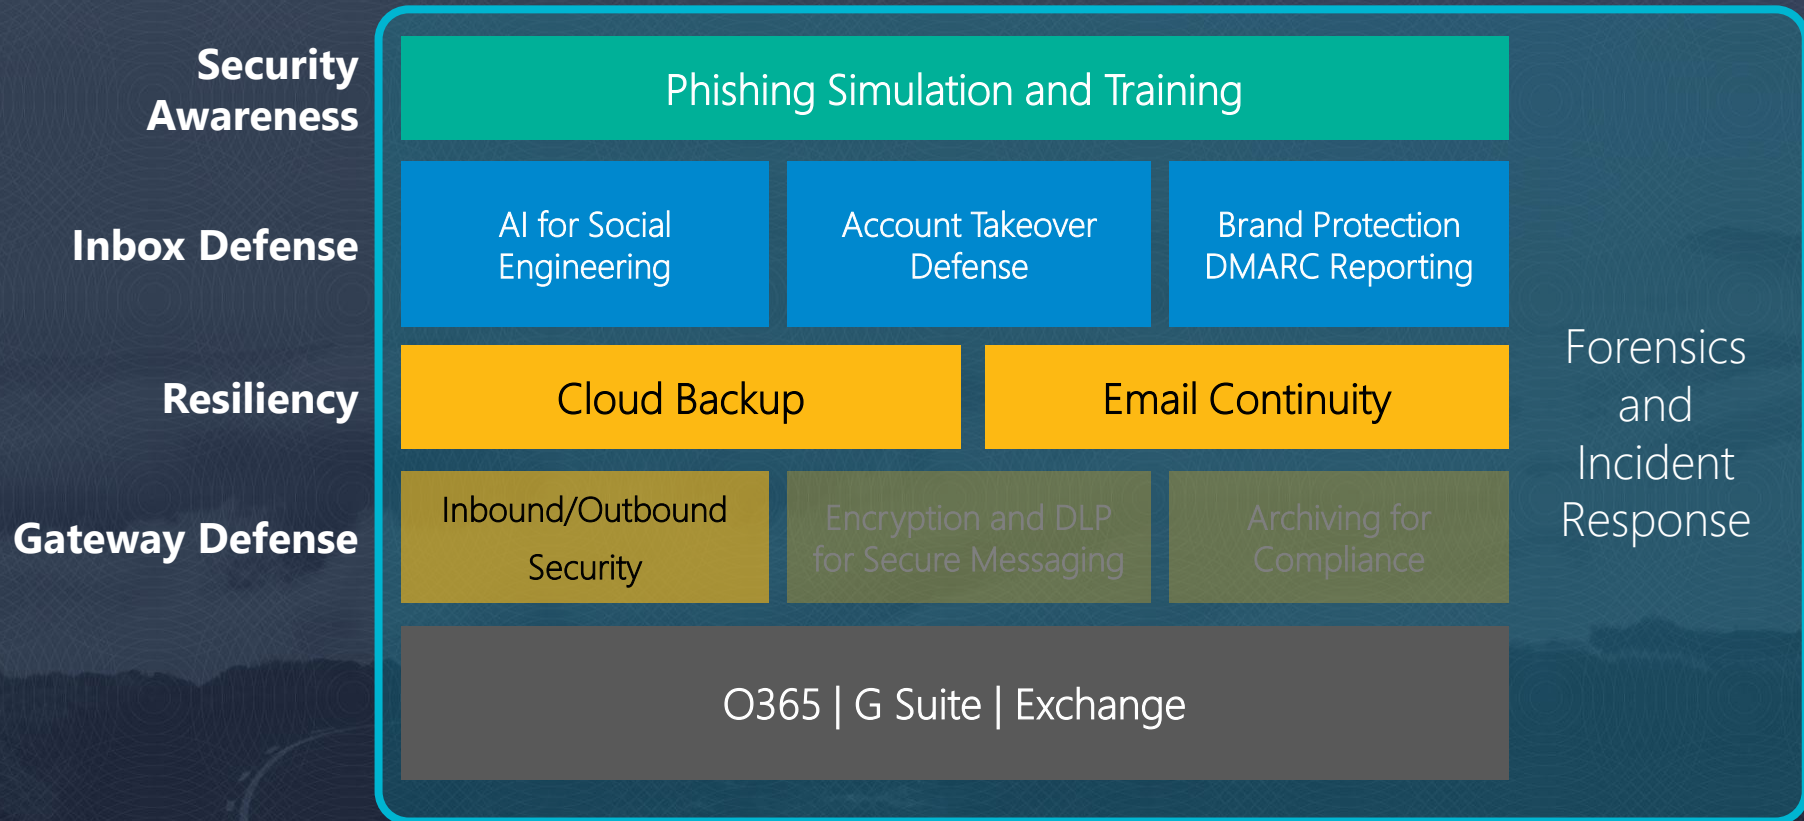 Security
Awareness
Phishing Simulation and Training
Inbox Defense
AI for Social
Engineering
Account Takeover
Defense
Brand Protection
DMARC Reporting
Resiliency
Cloud Backup
Email Continuity
Gateway Defense
Inbound/Outbound
Security
Encryption and DLP
for Secure Messaging
Archiving for
Compliance
O365 | G Suite | Exchange
Forensics
and
Incident
Response